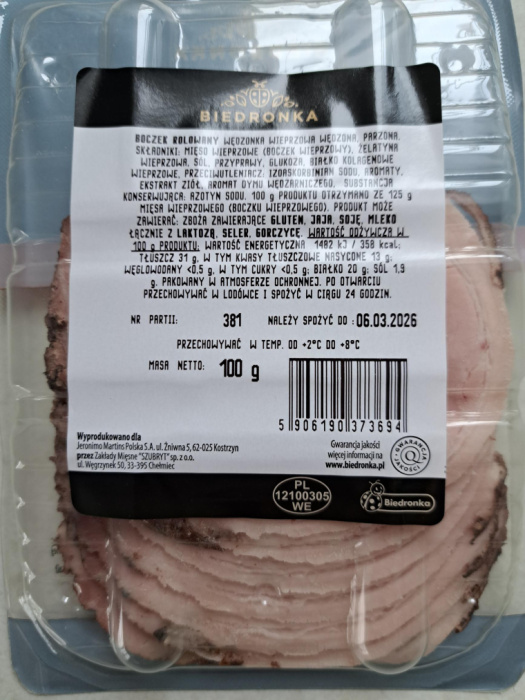 BIEDRONKA
BOCZEK ROLOWANY WĘDZONKA WIEPRZOWA WĘDZONA, PARZONA.
SKŁADNIKI: MIĘSO WIEPRZOWE (BOCZEK WIEPRZOWY), ŻELATYNA
WIEPRZOWA, SÓL, PRZYPRAWY, GLUKOZA, BIAŁKO KOLAGENOWE
WIEPRZOWE, PRZECIWUTLENIACZ: IZOASKORBINIAN SODU, AROMATY,
EKSTRAKT ZIÓŁ, AROMAT DYMU WĘDZARNICZEGO, SUBSTANCJA
KONSERWUJĄCA: AZOTYN SODU. 100 g PRODUKTU OTRZYMANO ZE 125 g
MIĘSA WIEPRZOWEGO (BOCZKU WIEPRZOWEGO). PRODUKT MOŻE
ZAWIERAĆ: ZBOŻA ZAWIERAJĄCE GLUTEN, JAJA, SOJĘ, MLEKO
ŁĄCZNIE Z LAKTOZĄ, SELER, GORCZYCĘ. WARTOŚĆ ODŻYWCZA W
100 g PRODUKTU: WARTOŚĆ ENERGETYCZNA 1482 kJ / 358 kcal;
TŁUSZCZ 31 g, W TYM KWASY TŁUSZCZOWE NASYCONE 13 g;
WĘGLOWODANY <0,5 g, W TYM CUKRY <0,5 g; BIAŁKO 20 g; SÓL 1,9
g. PAKOWANY W ATMOSFERZE OCHRONNEJ. PO OTWARCIU
PRZECHOWYWAĆ W LODÓWCE I SPOŻYĆ W CIĄGU 24 GODZIN.
NR PARTII: 381 NALEŻY SPOŻYĆ DO : 06.03.2026
PRZECHOWYWAĆ W TEMP. OD +2°C DO +8°C
MASA NETTO: 100 g
5 906190 373694
Wyprodukowano dla
Jeronimo Martins Polska S.A. ul. Żniwna 5, 62-025 Kostrzyn
przez Zakłady Mięsne "SZUBRYT" sp. z o.o.
ul. Węgrzynek 50, 33-395 Chełmiec
Gwarancja jakości
więcej informacji na
www.biedronka.pl
GWARANCJA JAKOŚCI
PL
12100305
WE
Biedronka